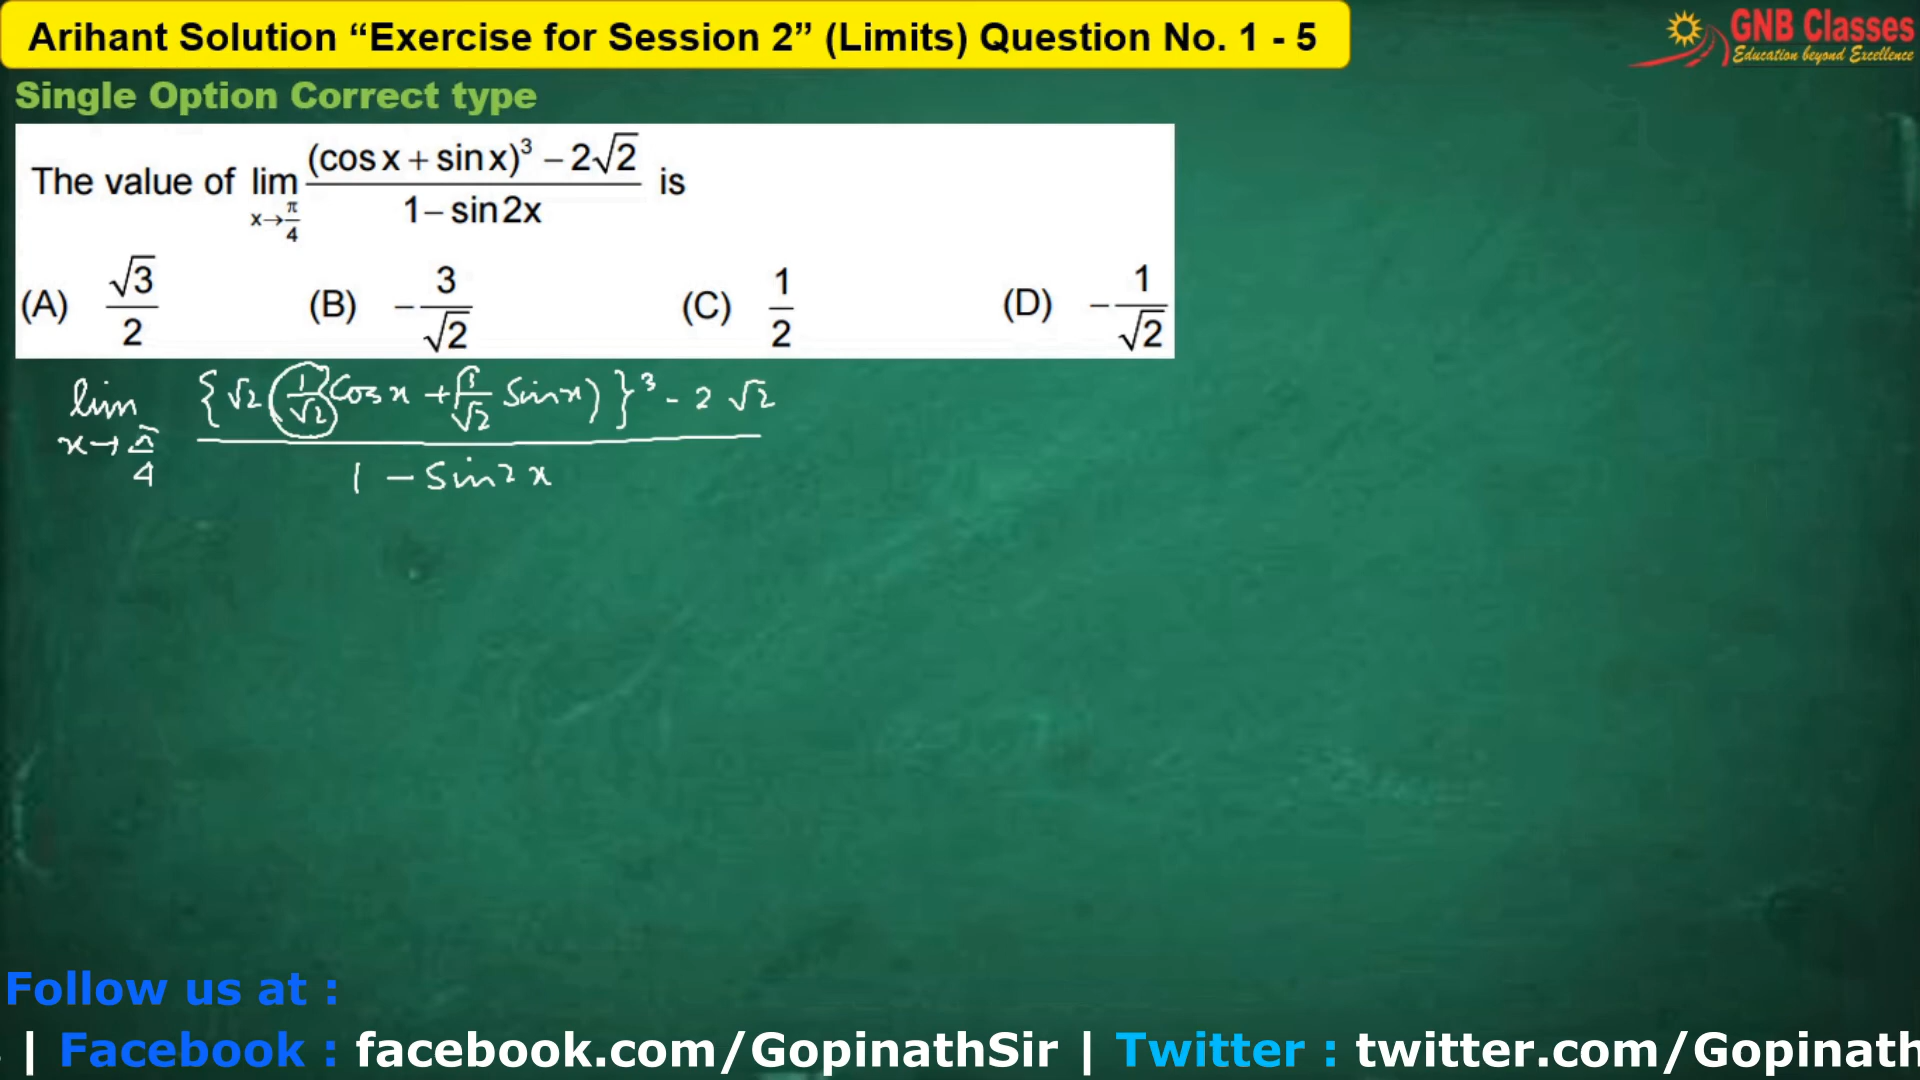 Arihant Solution “Exercise for Session 2” (Limits) Question No. 1 - 5
GNB Classes
Education beyond Excellence
Single Option Correct type
The value of lim x→π/4 ((cos x + sin x)³ − 2√2)/(1 − sin 2x) is
(A) √3/2 (B) −3/√2 (C) 1/2 (D) −1/√2
lim x→π/4 ({√2(1/√2 Cos x + 1/√2 Sin x)}³ - 2√2)/(1 - Sin2x)
Follow us at :
| Facebook : facebook.com/GopinathSir | Twitter : twitter.com/Gopinath